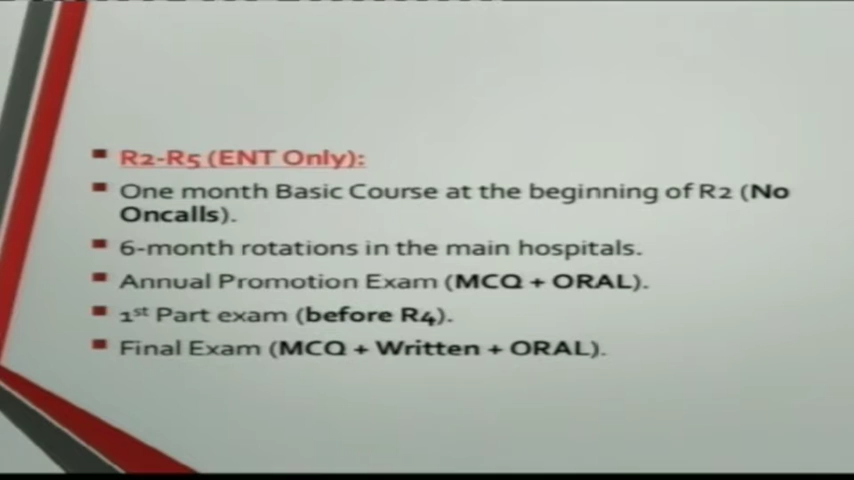 R2-R5 (ENT Only):
One month Basic Course at the beginning of R2 (No
Oncalls).
6-month rotations in the main hospitals.
Annual Promotion Exam (MCQ + ORAL).
1st Part exam (before R4).
Final Exam (MCQ + Written + ORAL).